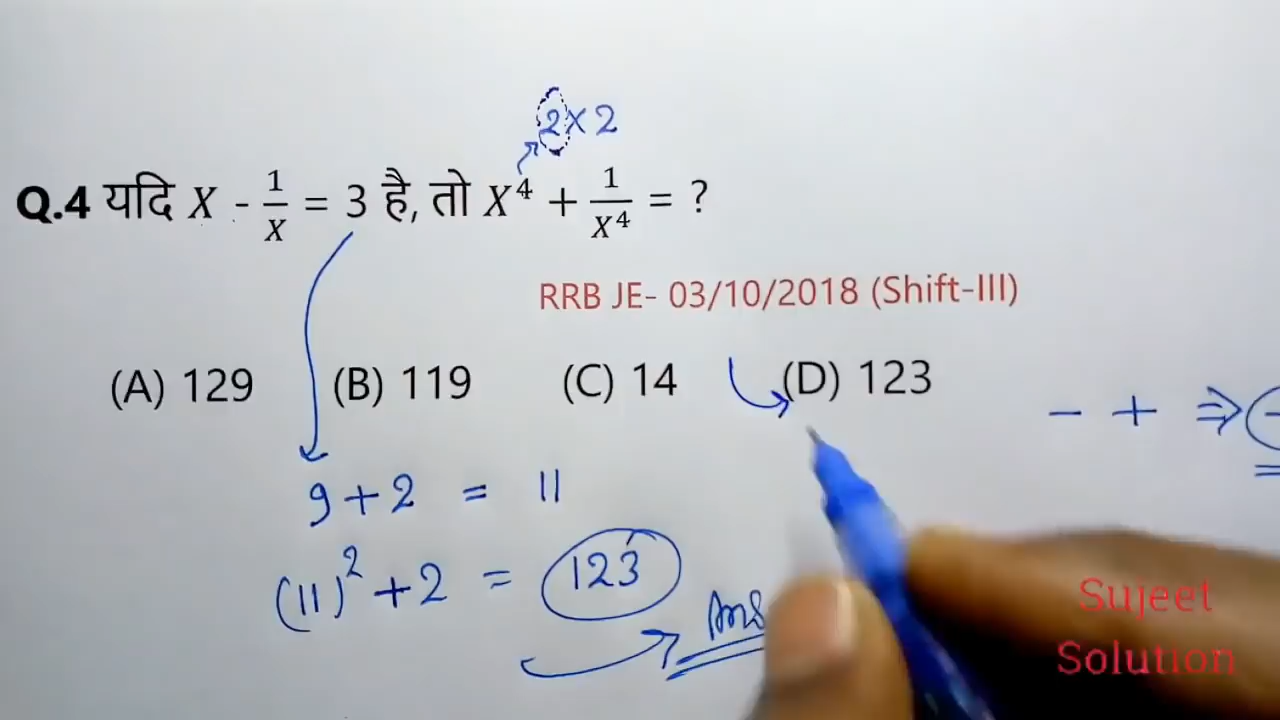 2×2
Q.4 यदि X - 1/X = 3 है, तो X⁴ + 1/X⁴ = ?
RRB JE- 03/10/2018 (Shift-III)
(A) 129 (B) 119 (C) 14 (D) 123
- + ⇒
9+2 = 11
(11)² +2 = 123
Ans
Sujeet
Solution